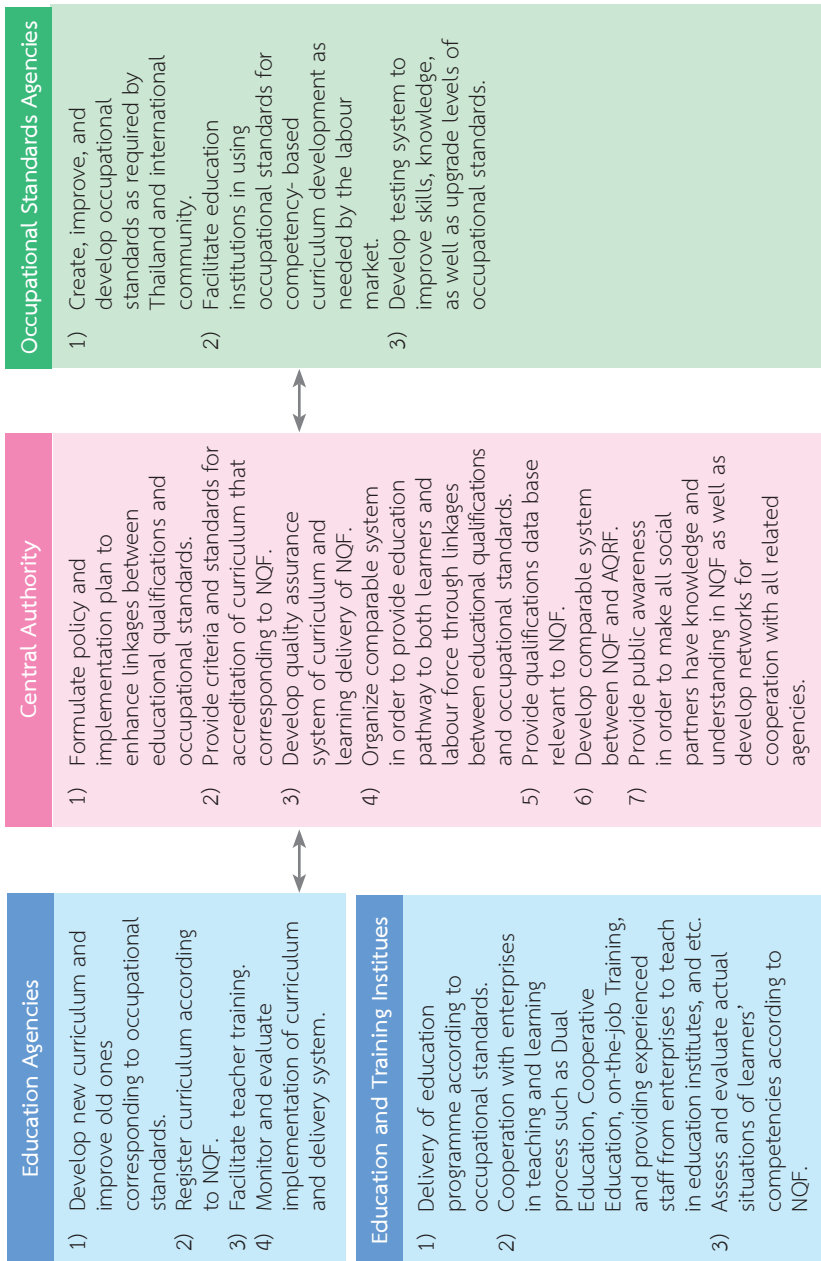 Education Agencies
1) Develop new curriculum and
improve old ones
corresponding to occupational
standards.
2) Register curriculum according
to NQF.
3) Facilitate teacher training.
4) Monitor and evaluate
implementation of curriculum
and delivery system.
Education and Training Institues
1) Delivery of education
programme according to
occupational standards.
2) Cooperation with enterprises
in teaching and learning
process such as Dual
Education, Cooperative
Education, on-the-job Training,
and providing experienced
staff from enterprises to teach
in education institutes, and etc.
3) Assess and evaluate actual
situations of learners’
competencies according to
NQF.
Central Authority
1) Formulate policy and
implementation plan to
enhance linkages between
educational qualifications and
occupational standards.
2) Provide criteria and standards for
accreditation of curriculum that
corresponding to NQF.
3) Develop quality assurance
system of curriculum and
learning delivery of NQF.
4) Organize comparable system
in order to provide education
pathway to both learners and
labour force through linkages
between educational qualifications
and occupational standards.
5) Provide qualifications data base
relevant to NQF.
6) Develop comparable system
between NQF and AQRF.
7) Provide public awareness
in order to make all social
partners have knowledge and
understanding in NQF as well as
develop networks for
cooperation with all related
agencies.
Occupational Standards Agencies
1) Create, improve, and
develop occupational
standards as required by
Thailand and international
community.
2) Facilitate education
institutions in using
occupational standards for
competency- based
curriculum development as
needed by the labour
market.
3) Develop testing system to
improve skills, knowledge,
as well as upgrade levels of
occupational standards.